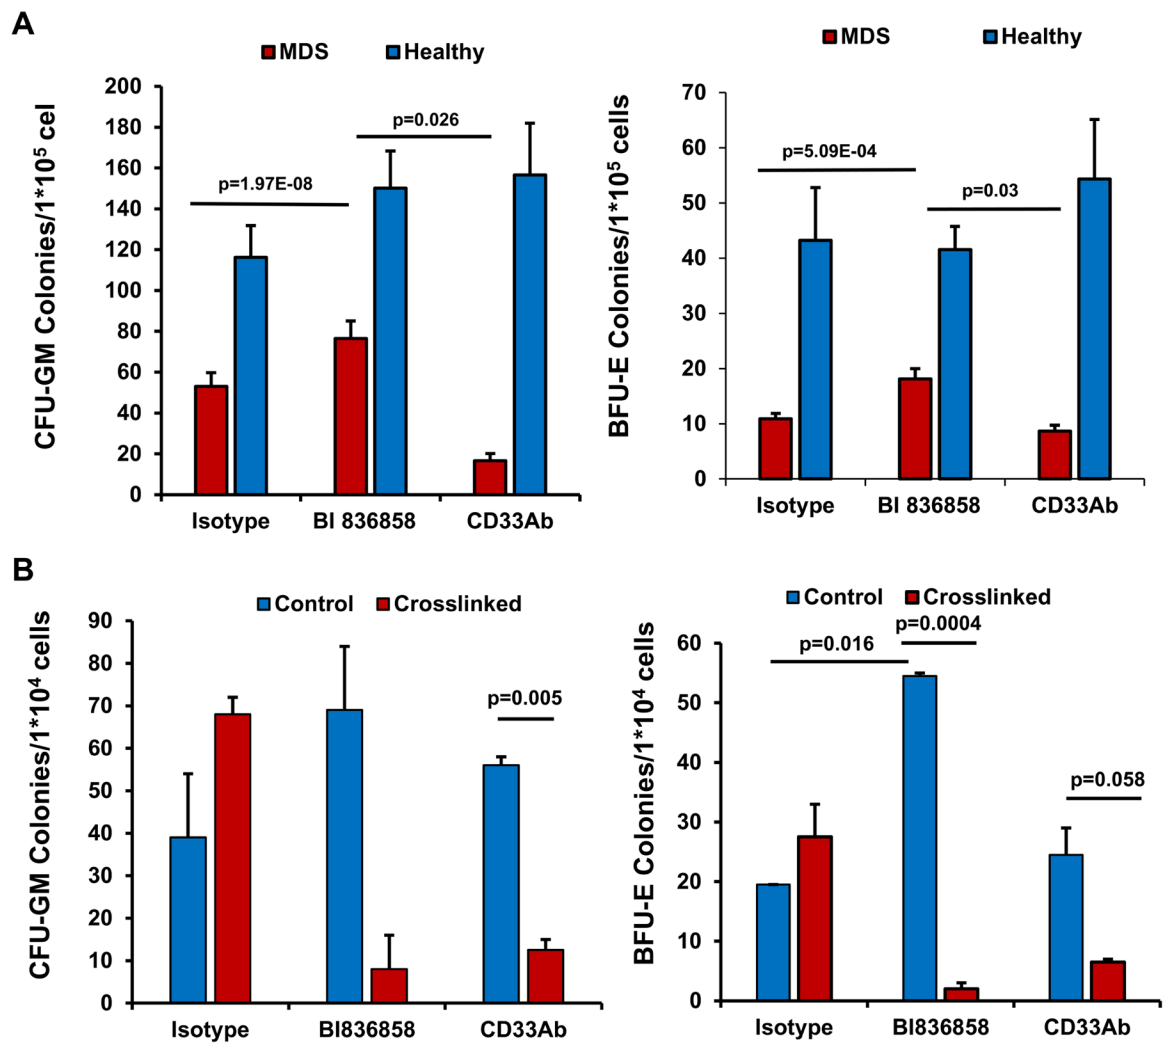 A
MDS Healthy
CFU-GM Colonies/1*10⁵ cel
200
180
160
140
120
100
80
60
40
20
0
p=1.97E-08
p=0.026
Isotype BI 836858 CD33Ab
MDS Healthy
BFU-E Colonies/1*10⁵ cells
70
60
50
40
30
20
10
0
p=5.09E-04
p=0.03
Isotype BI 836858 CD33Ab
B
Control Crosslinked
CFU-GM Colonies/1*10⁴ cells
90
80
70
60
50
40
30
20
10
0
p=0.005
Isotype BI836858 CD33Ab
Control Crosslinked
BFU-E Colonies/1*10⁴ cells
60
50
40
30
20
10
0
p=0.016
p=0.0004
p=0.058
Isotype BI836858 CD33Ab